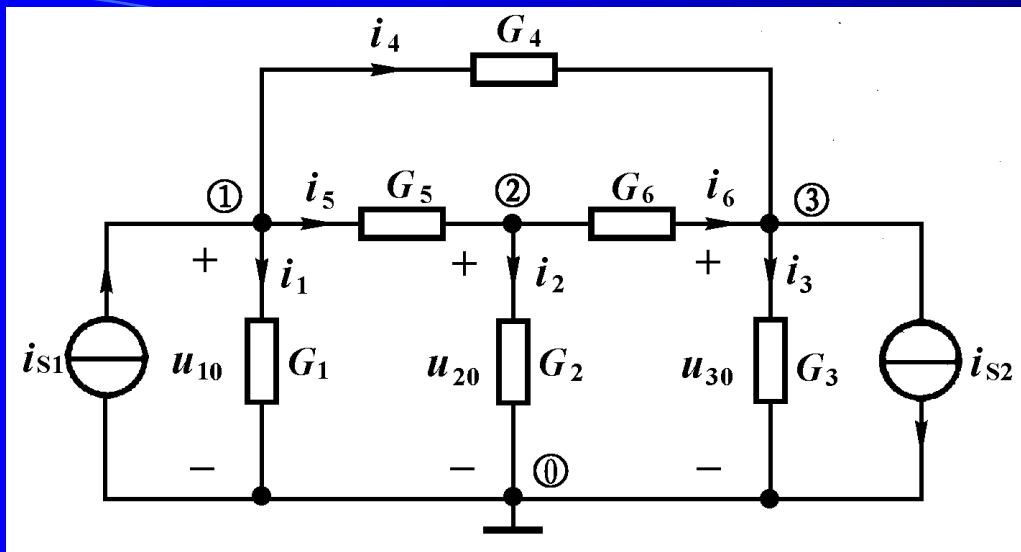 i4 G4
① i5 G5 ② G6 i6 ③
+ i1 + i2 + i3
iS1 u10 G1 u20 G2 u30 G3 iS2
− − ⓪ −